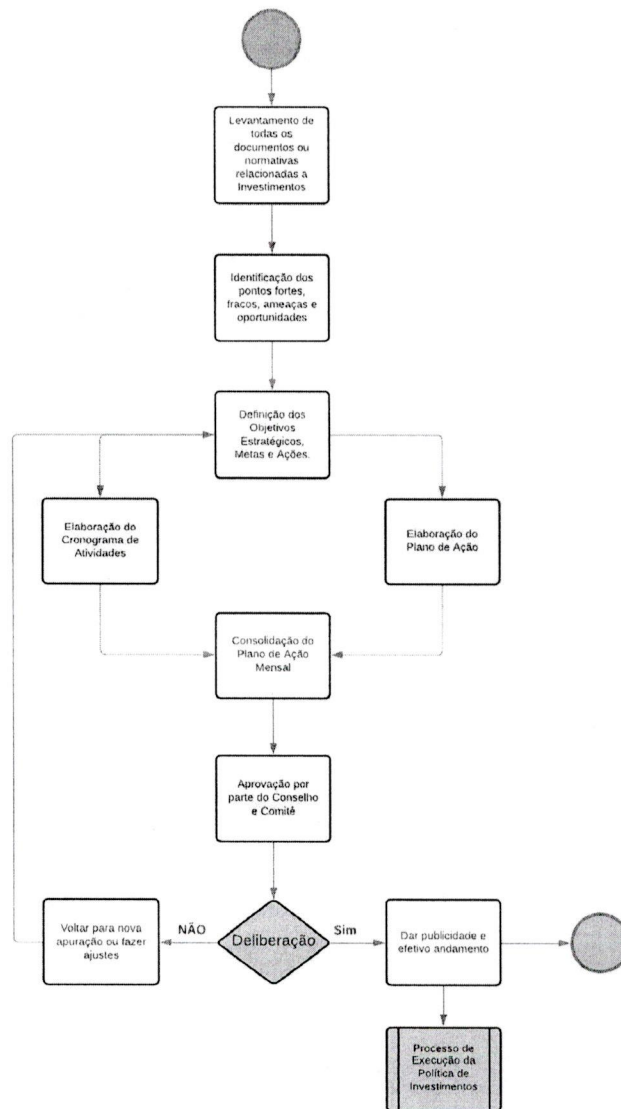 Levantamento de
todas os
documentos ou
normativas
relacionadas a
Investimentos
Identificação dos
pontos fortes,
fracos, ameaças e
oportunidades
Definição dos
Objetivos
Estratégicos,
Metas e Ações.
Elaboração do
Cronograma de
Atividades
Elaboração do
Plano de Ação
Consolidação do
Plano de Ação
Mensal
Aprovação por
parte do Conselho
e Comitê
Voltar para nova
apuração ou fazer
ajustes
NÃO
Deliberação
Sim
Dar publicidade e
efetivo andamento
Processo de
Execução da
Política de
Investimentos